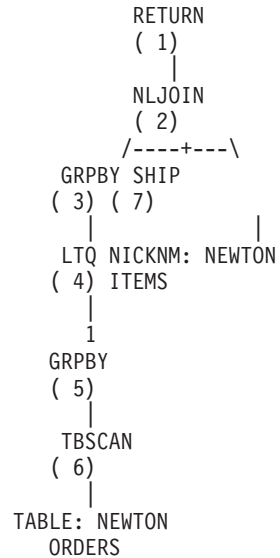 RETURN
( 1)
|
NLJOIN
( 2)
/----+---\
GRPBY SHIP
( 3) ( 7)
| |
LTQ NICKNM: NEWTON
( 4) ITEMS
|
1
GRPBY
( 5)
|
TBSCAN
( 6)
|
TABLE: NEWTON
ORDERS